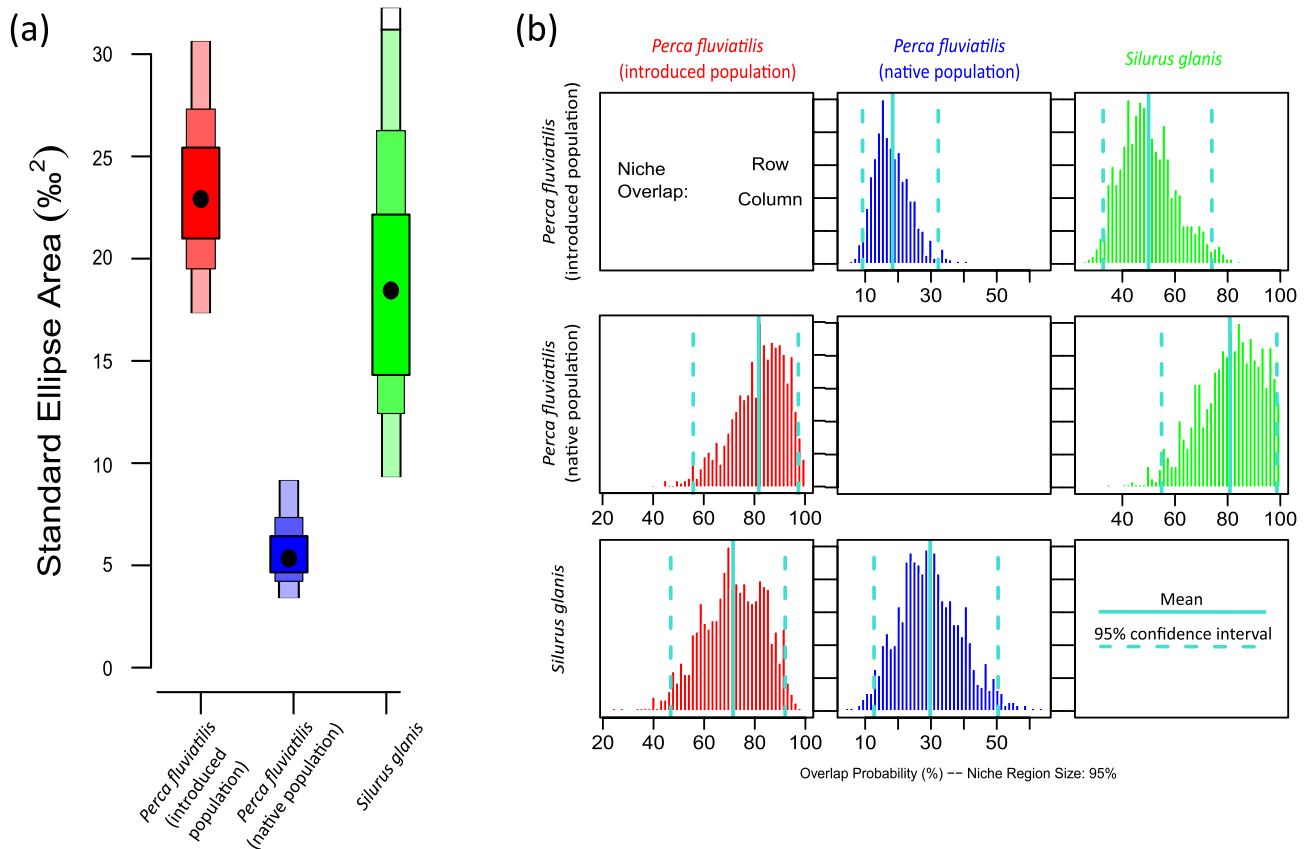 (a)
Standard Ellipse Area (‰²)
30
25
20
15
10
5
0
Perca fluviatilis
(introduced
population)
Perca fluviatilis
(native population)
Silurus glanis
(b)
Perca fluviatilis
(introduced population)
Perca fluviatilis
(native population)
Silurus glanis
Perca fluviatilis
(introduced population)
Niche
Overlap:
Row
Column
10 30 50
40 60 80 100
Perca fluviatilis
(native population)
20 40 60 80 100
40 60 80 100
Silurus glanis
Mean
95% confidence interval
20 40 60 80 100
10 30 50
Overlap Probability (%) −− Niche Region Size: 95%